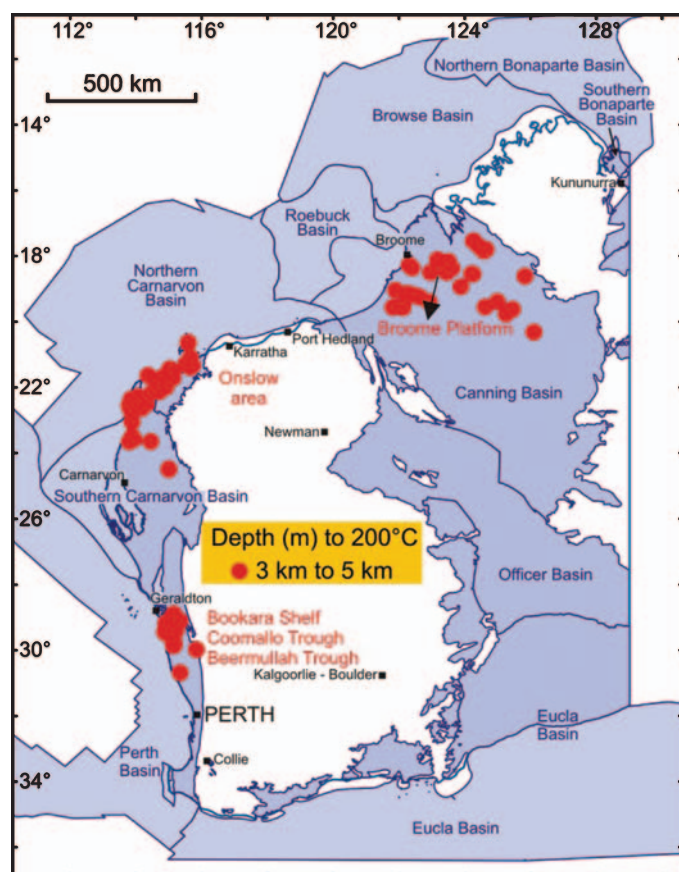 112°
116°
120°
124°
128°
500 km
Northern Bonaparte Basin
Southern
Bonaparte
Basin
14°
Browse Basin
Kununurra
Roebuck
Basin
Broome
18°
Northern
Carnarvon
Basin
Broome Platform
Port Hedland
Karratha
Onslow
area
22°
Canning Basin
Newman
Carnarvon
Southern Carnarvon Basin
26°
Depth (m) to 200°C
3 km to 5 km
Officer Basin
Geraldton
Bookara Shelf
Coomallo Trough
Beermullah Trough
30°
Kalgoorlie - Boulder
PERTH
Eucla
Basin
Perth
Basin
Collie
34°
Eucla Basin